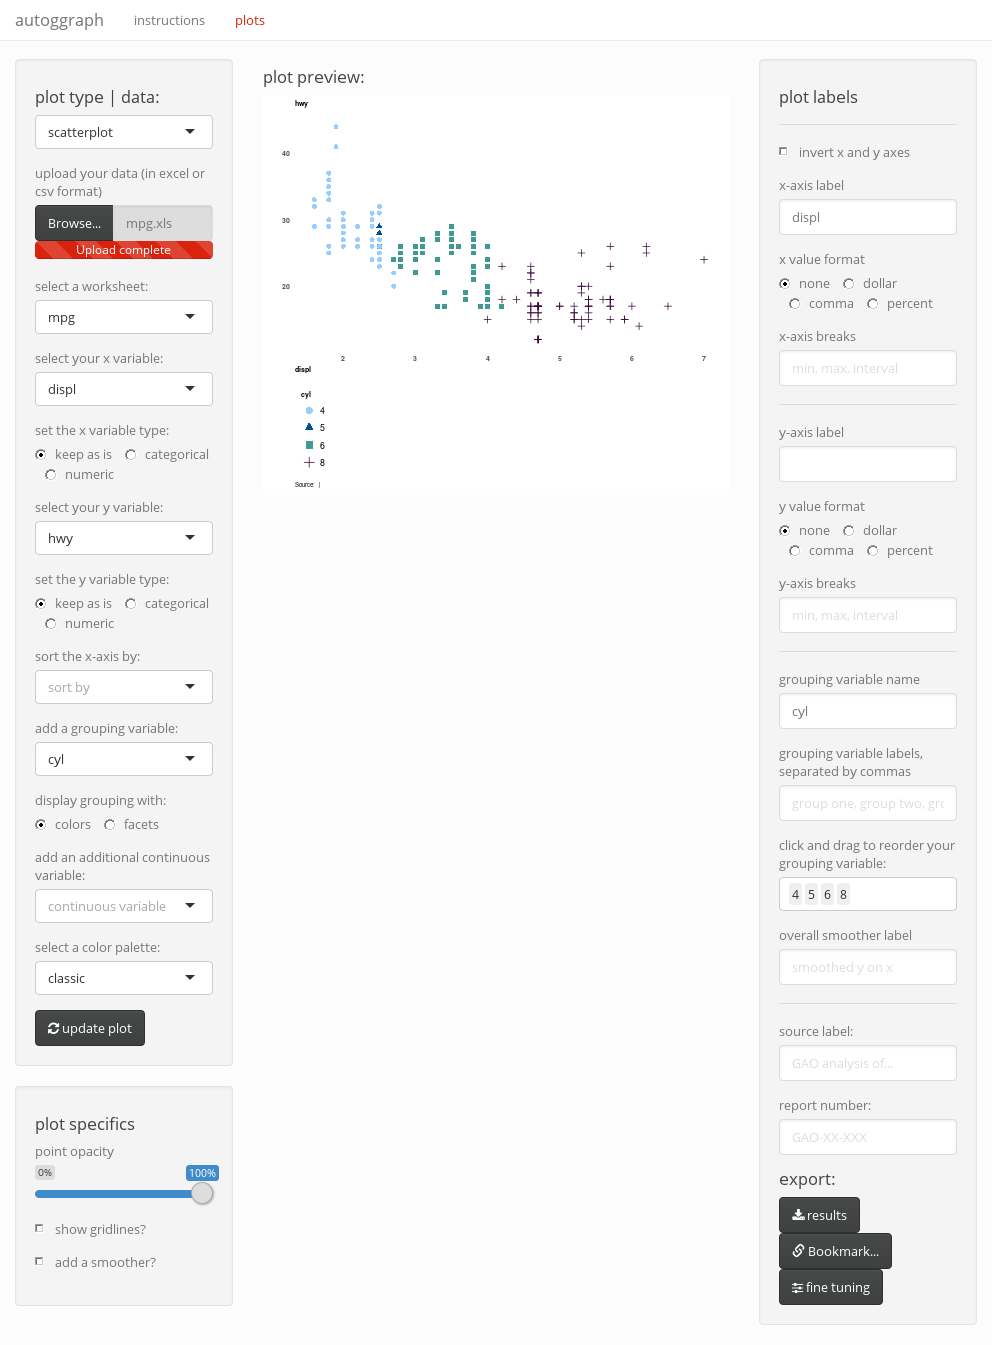 autoggraph
instructions
plots
plot type | data:
scatterplot
upload your data (in excel or
csv format)
Browse...
mpg.xls
Upload complete
select a worksheet:
mpg
select your x variable:
displ
set the x variable type:
keep as is
categorical
numeric
select your y variable:
hwy
set the y variable type:
keep as is
categorical
numeric
sort the x-axis by:
sort by
add a grouping variable:
cyl
display grouping with:
colors
facets
add an additional continuous
variable:
continuous variable
select a color palette:
classic
update plot
plot specifics
point opacity
0%
100%
show gridlines?
add a smoother?
plot preview:
hwy
40
30
20
2 3 4 5 6 7
displ
cyl
4
5
6
8
Source: |
plot labels
invert x and y axes
x-axis label
displ
x value format
none
dollar
comma
percent
x-axis breaks
min, max, interval
y-axis label
y value format
none
dollar
comma
percent
y-axis breaks
min, max, interval
grouping variable name
cyl
grouping variable labels,
separated by commas
group one, group two, gro
click and drag to reorder your
grouping variable:
4 5 6 8
overall smoother label
smoothed y on x
source label:
GAO analysis of...
report number:
GAO-XX-XXX
export:
results
Bookmark...
fine tuning